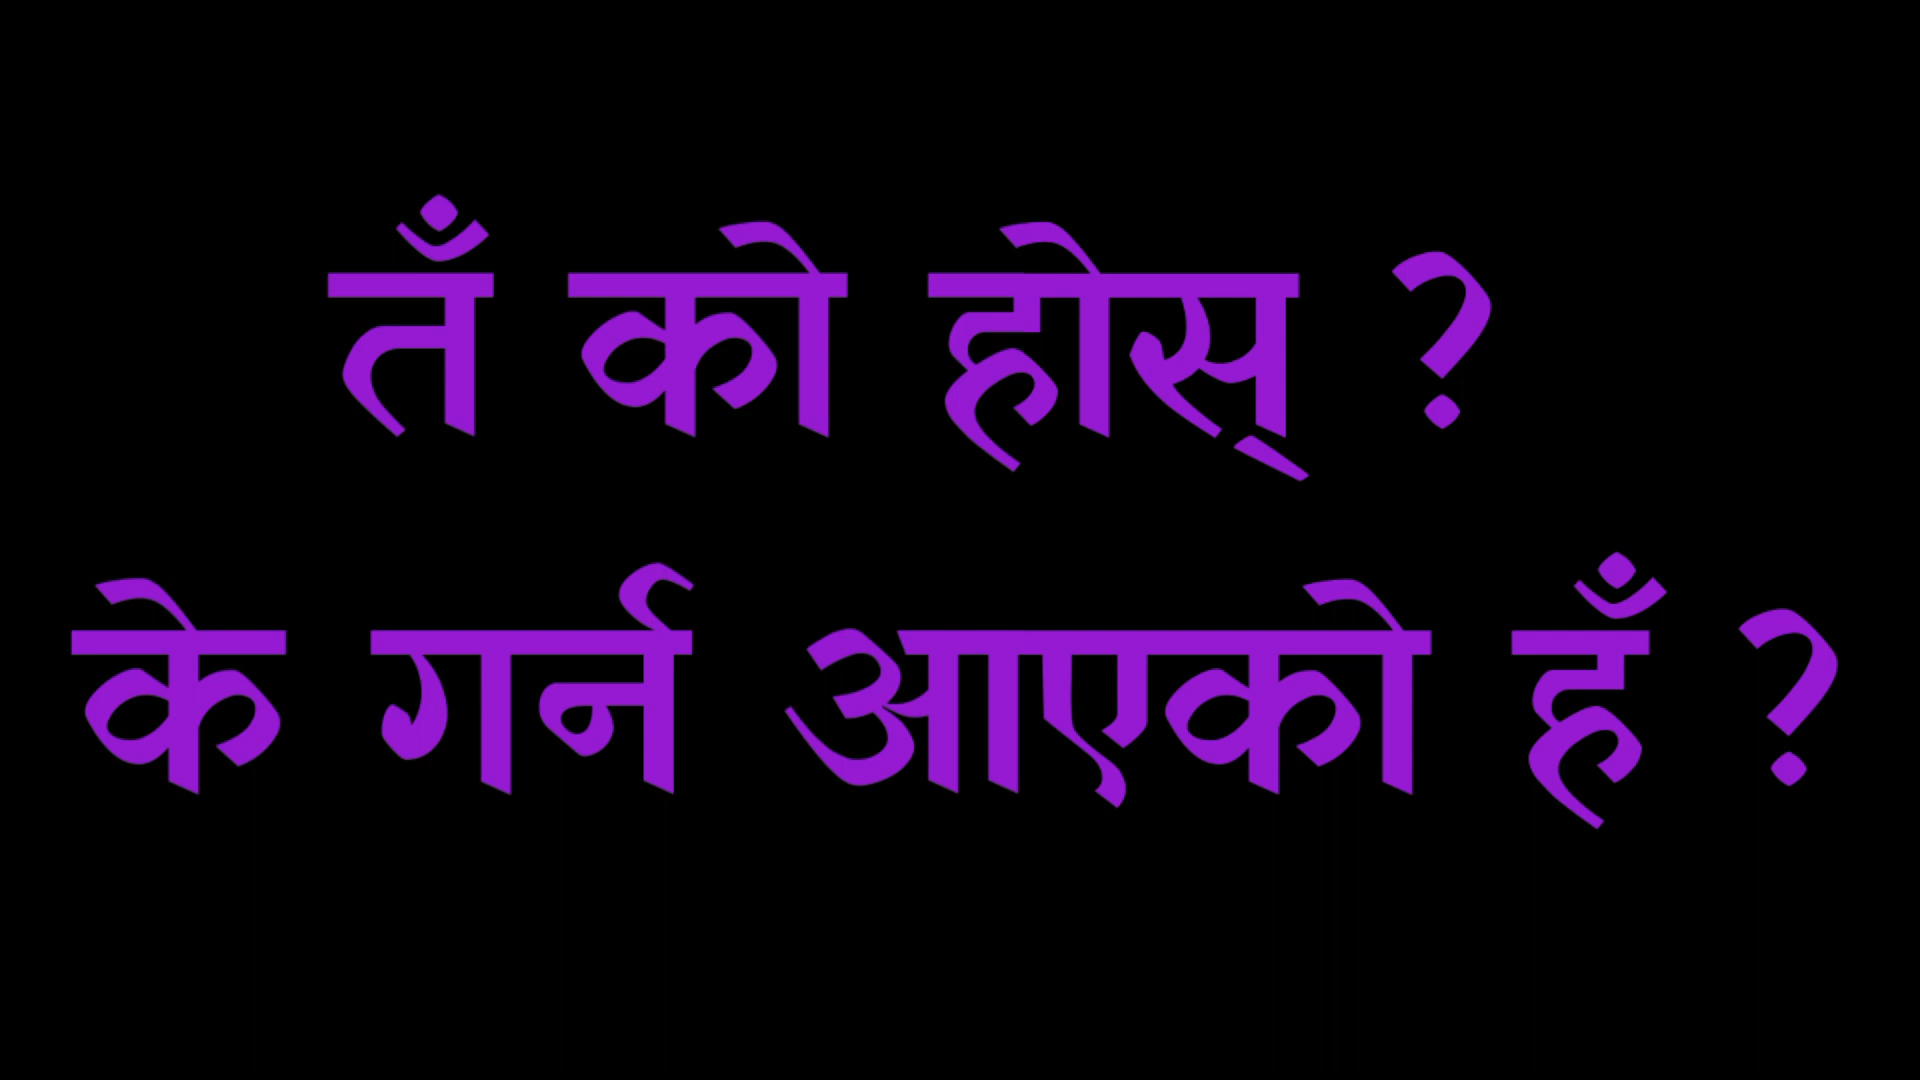 तँ को होस् ?
के गर्न आएको हँ ?